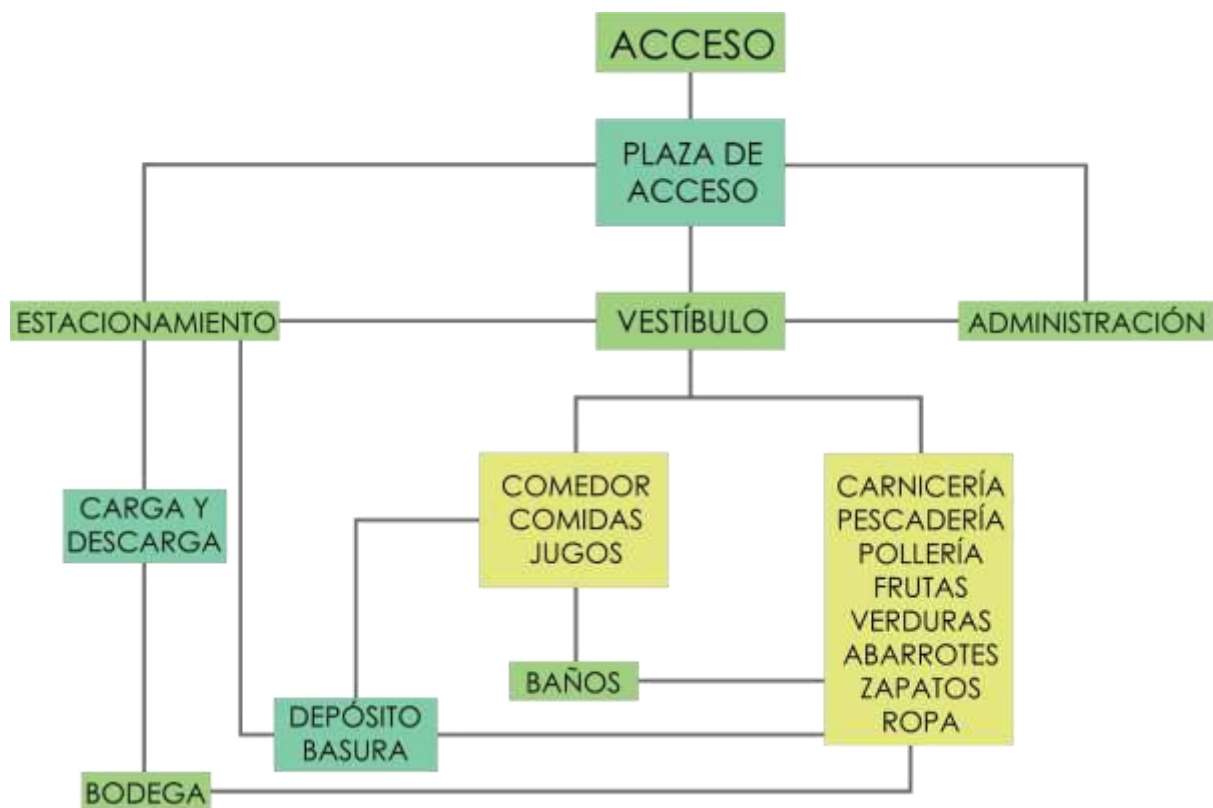 ACCESO
PLAZA DE
ACCESO
ESTACIONAMIENTO
VESTÍBULO
ADMINISTRACIÓN
CARGA Y
DESCARGA
COMEDOR
COMIDAS
JUGOS
CARNICERÍA
PESCADERÍA
POLLERÍA
FRUTAS
VERDURAS
ABARROTES
ZAPATOS
ROPA
BAÑOS
DEPÓSITO
BASURA
BODEGA